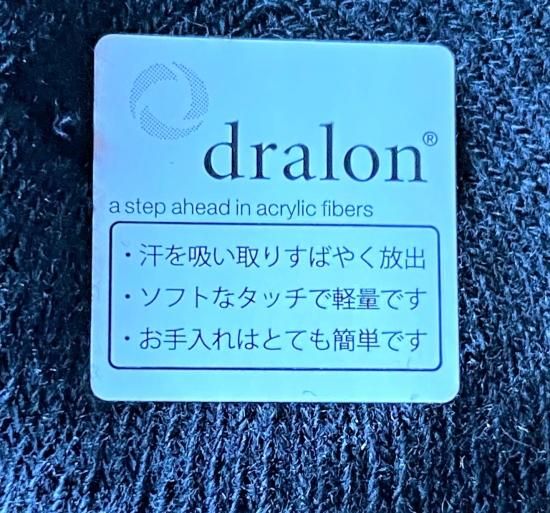 dralon®
a step ahead in acrylic fibers
・汗を吸い取りすばやく放出
・ソフトなタッチで軽量です
・お手入れはとても簡単です